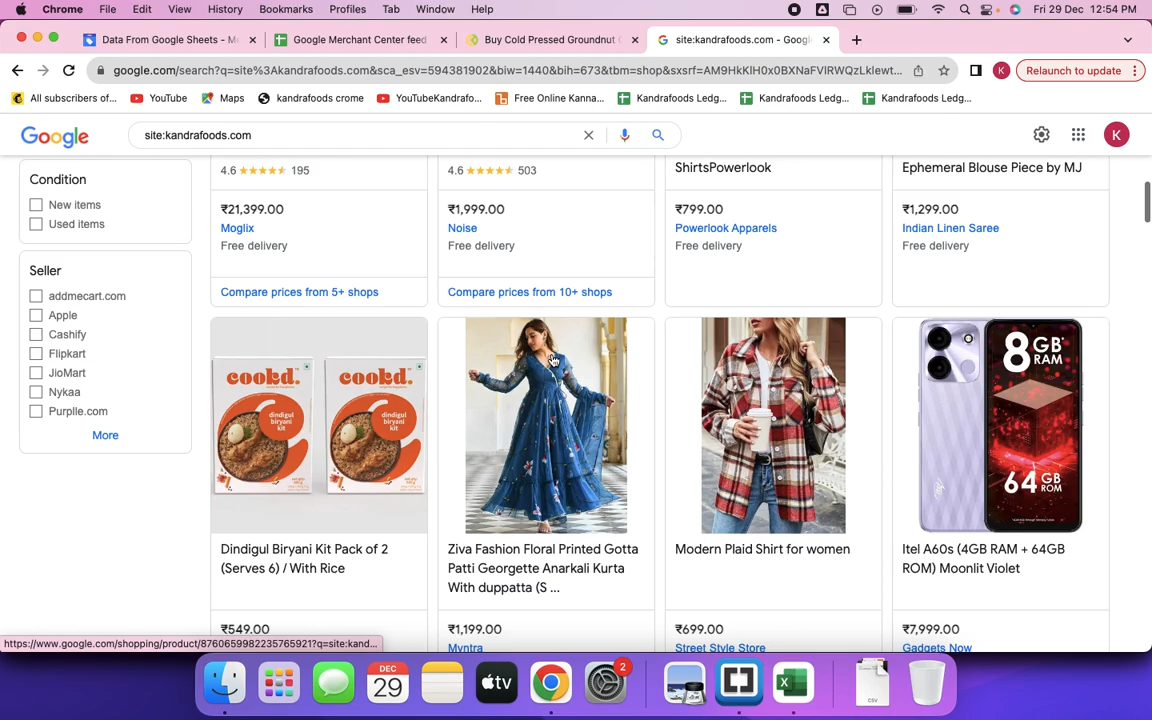 Chrome File Edit View History Bookmarks Profiles Tab Window Help Fri 29 Dec 12:54 PM
Data From Google Sheets - M
Google Merchant Center feed
Buy Cold Pressed Groundnut
site:kandrafoods.com - Googl
google.com/search?q=site%3Akandrafoods.com&sca_esv=594381902&biw=1440&bih=673&tbm=shop&sxsrf=AM9HkKlH0x0BXNaFVlRWQzLklewt...
K
Relaunch to update
All subscribers of...
YouTube
Maps
kandrafoods crome
YouTubeKandrafo...
Free Online Kanna...
Kandrafoods Ledg...
Kandrafoods Ledg...
Kandrafoods Ledg...
Google
site:kandrafoods.com
K
Condition
New items
Used items
Seller
addmecart.com
Apple
Cashify
Flipkart
JioMart
Nykaa
Purplle.com
More
4.6 195
₹21,399.00
Moglix
Free delivery
Compare prices from 5+ shops
4.6 503
₹1,999.00
Noise
Free delivery
Compare prices from 10+ shops
ShirtsPowerlook
₹799.00
Powerlook Apparels
Free delivery
Ephemeral Blouse Piece by MJ
₹1,299.00
Indian Linen Saree
Free delivery
cookd. cookd.
dindigul dindigul
biryani biryani
kit kit
Dindigul Biryani Kit Pack of 2
(Serves 6) / With Rice
₹549.00
Ziva Fashion Floral Printed Gotta
Patti Georgette Anarkali Kurta
With duppatta (S ...
₹1,199.00
Myntra
Modern Plaid Shirt for women
₹699.00
Street Style Store
8 GB*
RAM
64 GB
ROM
itel
Itel A60s (4GB RAM + 64GB
ROM) Moonlit Violet
₹7,999.00
Gadgets Now
https://www.google.com/shopping/product/8760659982235765921?q=site:kand...
DEC
29
tv
2
CSV